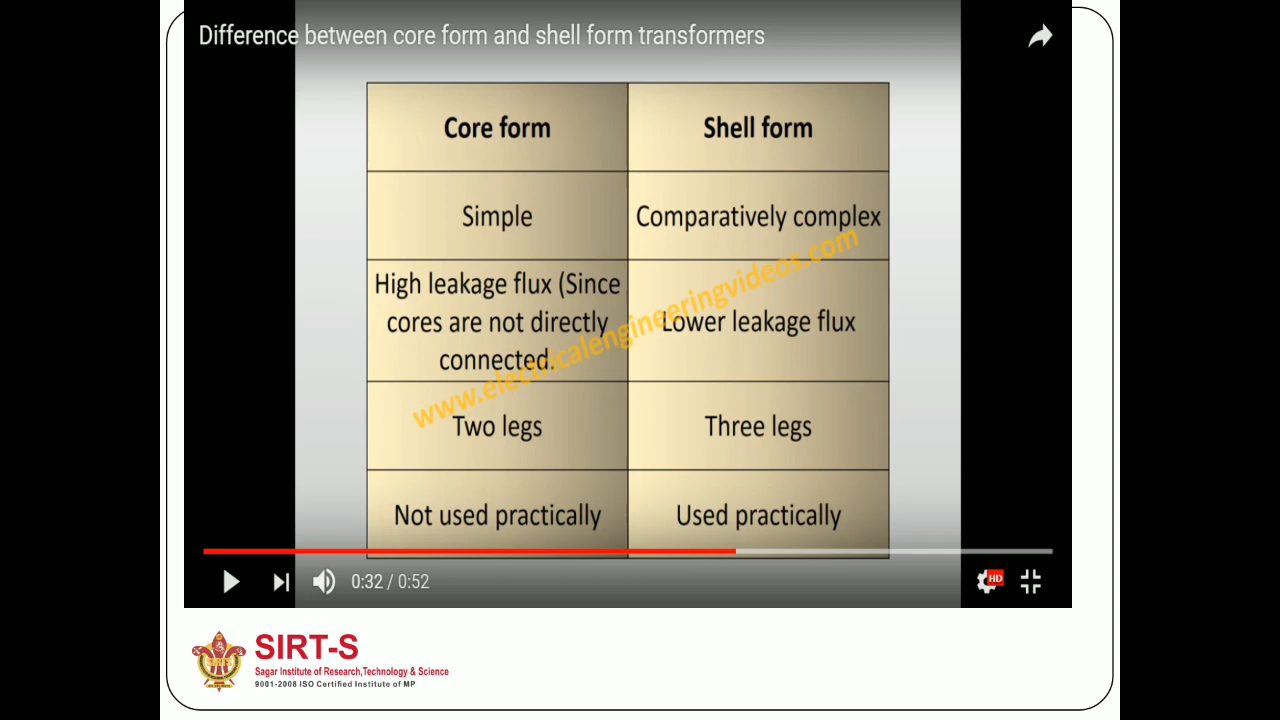 Difference between core form and shell form transformers
Core form
Shell form
Simple
Comparatively complex
High leakage flux (Since
cores are not directly
connected.
Lower leakage flux
Two legs
Three legs
Not used practically
Used practically
www.electricalengineeringvideos.com
0:32 / 0:52
HD
SIRTS
SIRT-S
Sagar Institute of Research,Technology & Science
9001-2008 ISO Certified Institute of MP